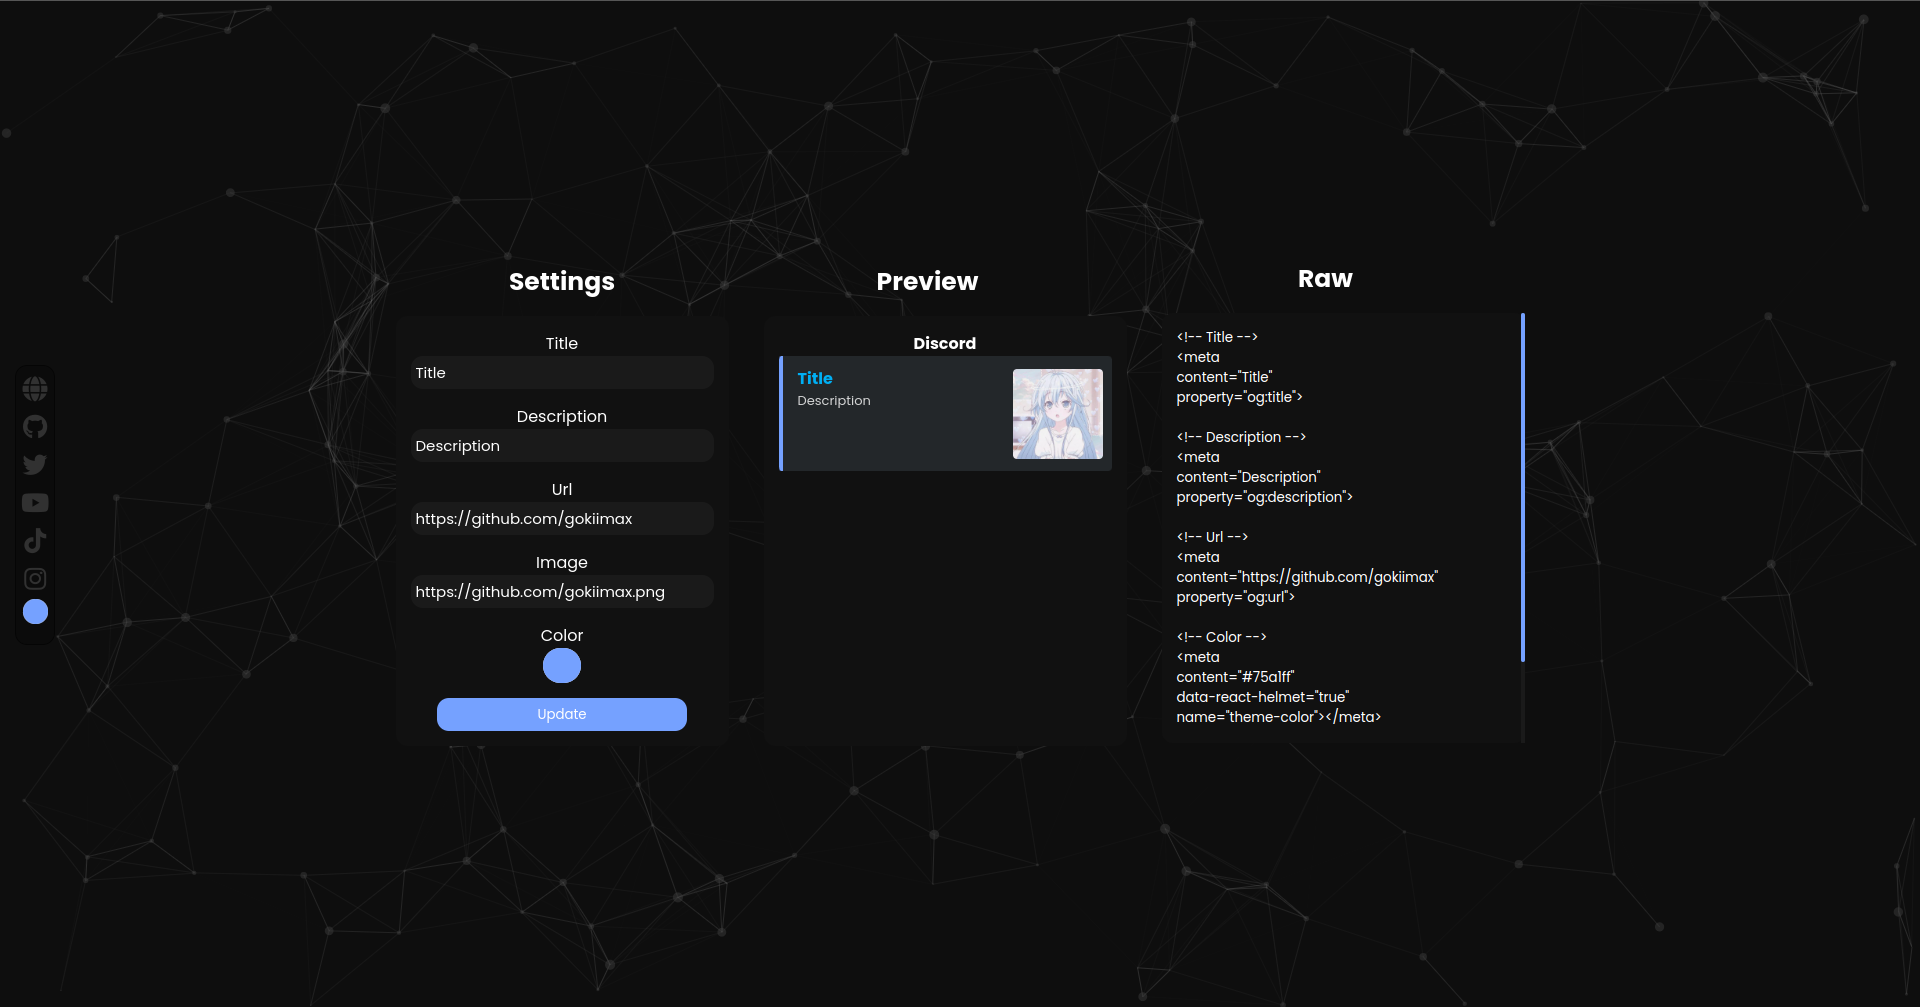 Settings
Title
Title
Description
Description
Url
https://github.com/gokiimax
Image
https://github.com/gokiimax.png
Color
Update
Preview
Discord
Title
Description
Raw
<!-- Title -->
<meta
content="Title"
property="og:title">
<!-- Description -->
<meta
content="Description"
property="og:description">
<!-- Url -->
<meta
content="https://github.com/gokiimax"
property="og:url">
<!-- Color -->
<meta
content="#75a1ff"
data-react-helmet="true"
name="theme-color"></meta>